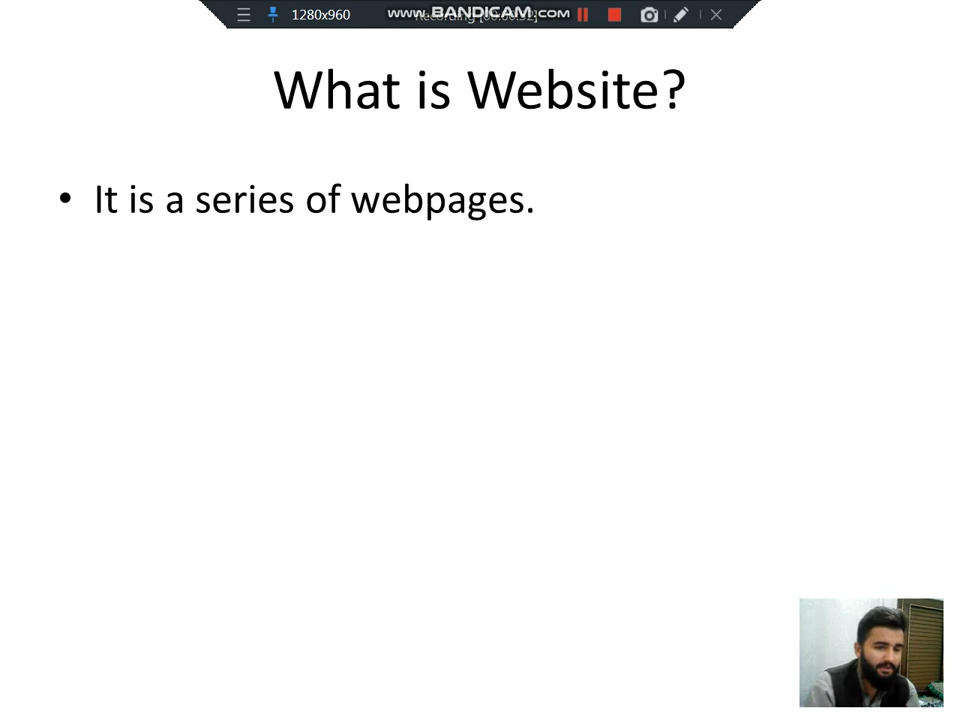 1280x960
www.BANDICAM.com
What is Website?
• It is a series of webpages.